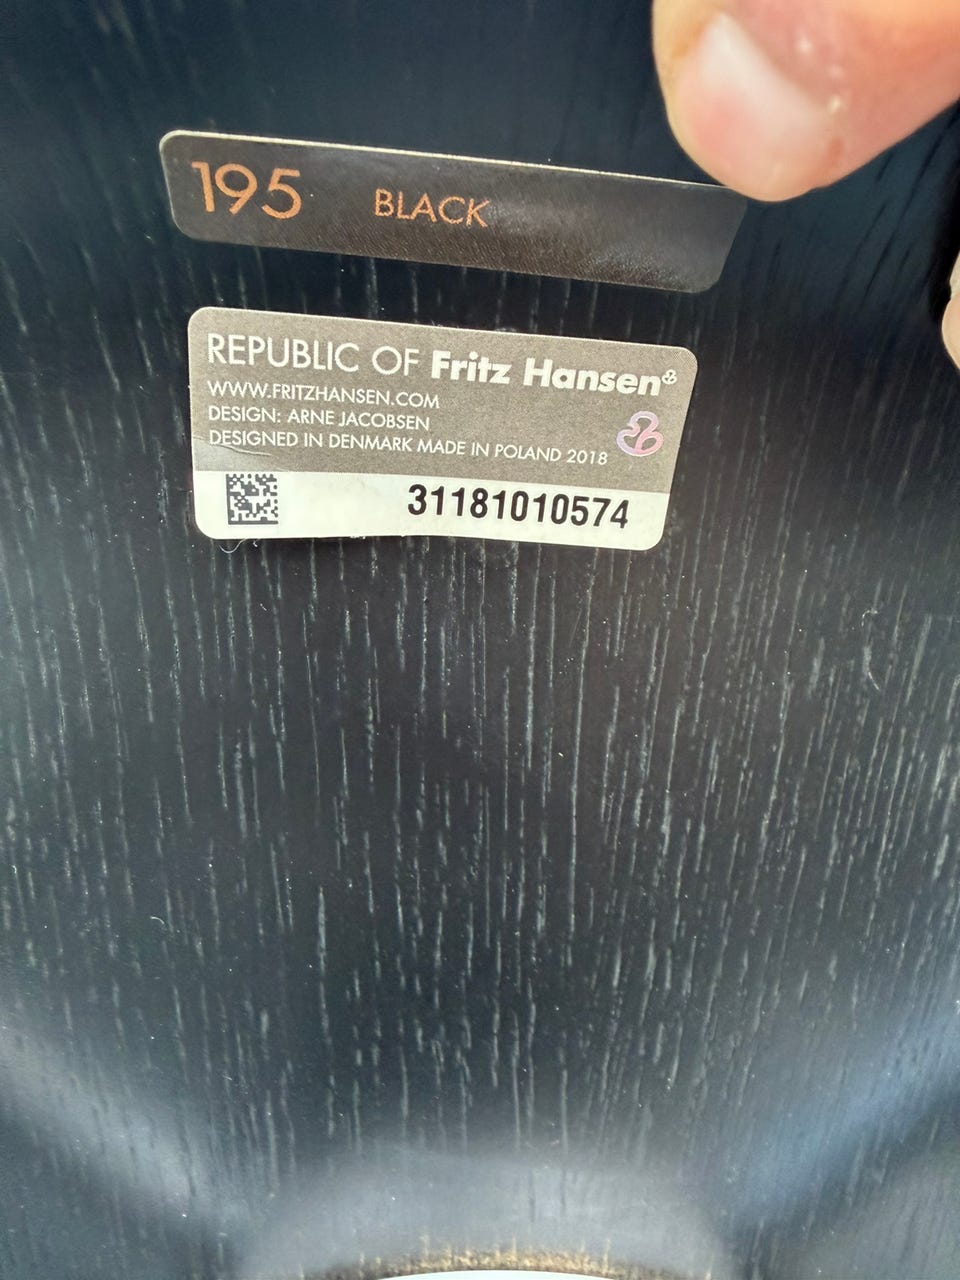 195 BLACK
REPUBLIC OF Fritz Hansen
WWW.FRITZHANSEN.COM
DESIGN: ARNE JACOBSEN
DESIGNED IN DENMARK MADE IN POLAND 2018
31181010574